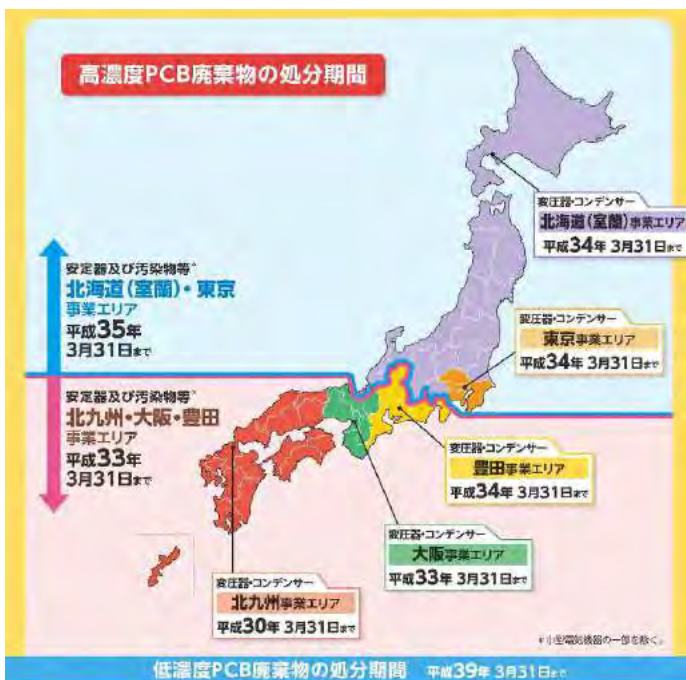 高濃度PCB廃棄物の処分期間
変圧器・コンデンサー
北海道(室蘭)事業エリア
平成34年 3月31日まで
安定器及び汚染物等*
北海道(室蘭)・東京
事業エリア
平成35年
3月31日まで
変圧器・コンデンサー
東京事業エリア
平成34年 3月31日まで
安定器及び汚染物等*
北九州・大阪・豊田
事業エリア
平成33年
3月31日まで
変圧器・コンデンサー
豊田事業エリア
平成34年 3月31日まで
変圧器・コンデンサー
大阪事業エリア
平成33年 3月31日まで
変圧器・コンデンサー
北九州事業エリア
平成30年 3月31日まで
*小型電気機器の一部を除く。
低濃度PCB廃棄物の処分期間 平成39年 3月31日まで